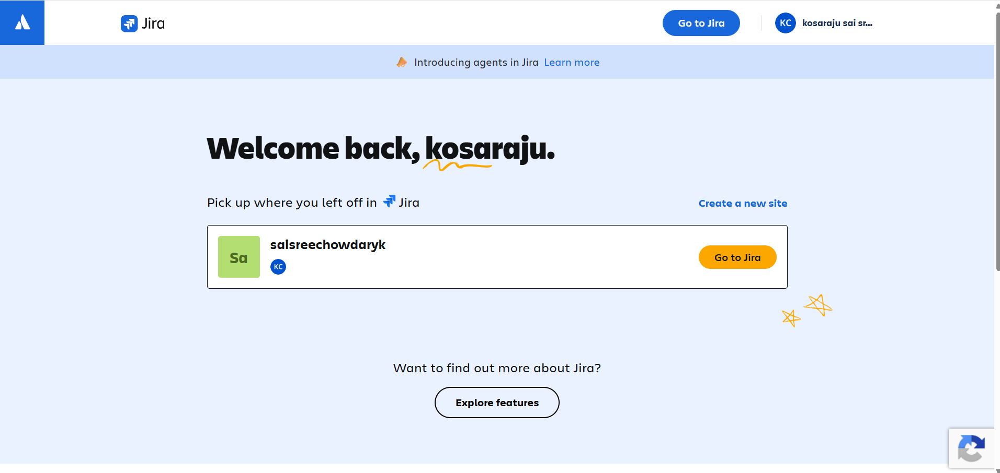 Jira
Go to Jira
KC
kosaraju sai sr...
Introducing agents in Jira Learn more
Welcome back, kosaraju.
Pick up where you left off in Jira
Create a new site
Sa
saisreechowdaryk
KC
Go to Jira
Want to find out more about Jira?
Explore features